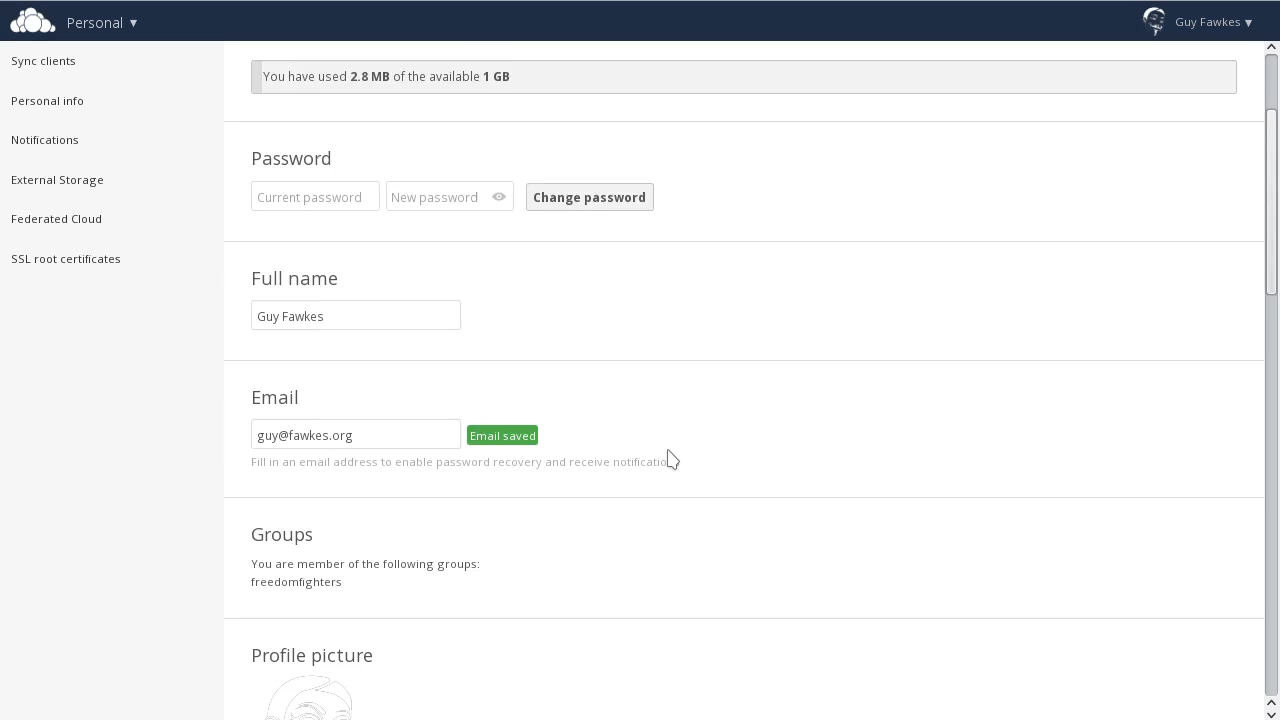 Personal ▼
Guy Fawkes ▼
Sync clients
Personal info
Notifications
External Storage
Federated Cloud
SSL root certificates
You have used 2.8 MB of the available 1 GB
Password
Current password
New password
Change password
Full name
Guy Fawkes
Email
guy@fawkes.org
Email saved
Fill in an email address to enable password recovery and receive notificatio
Groups
You are member of the following groups:
freedomfighters
Profile picture